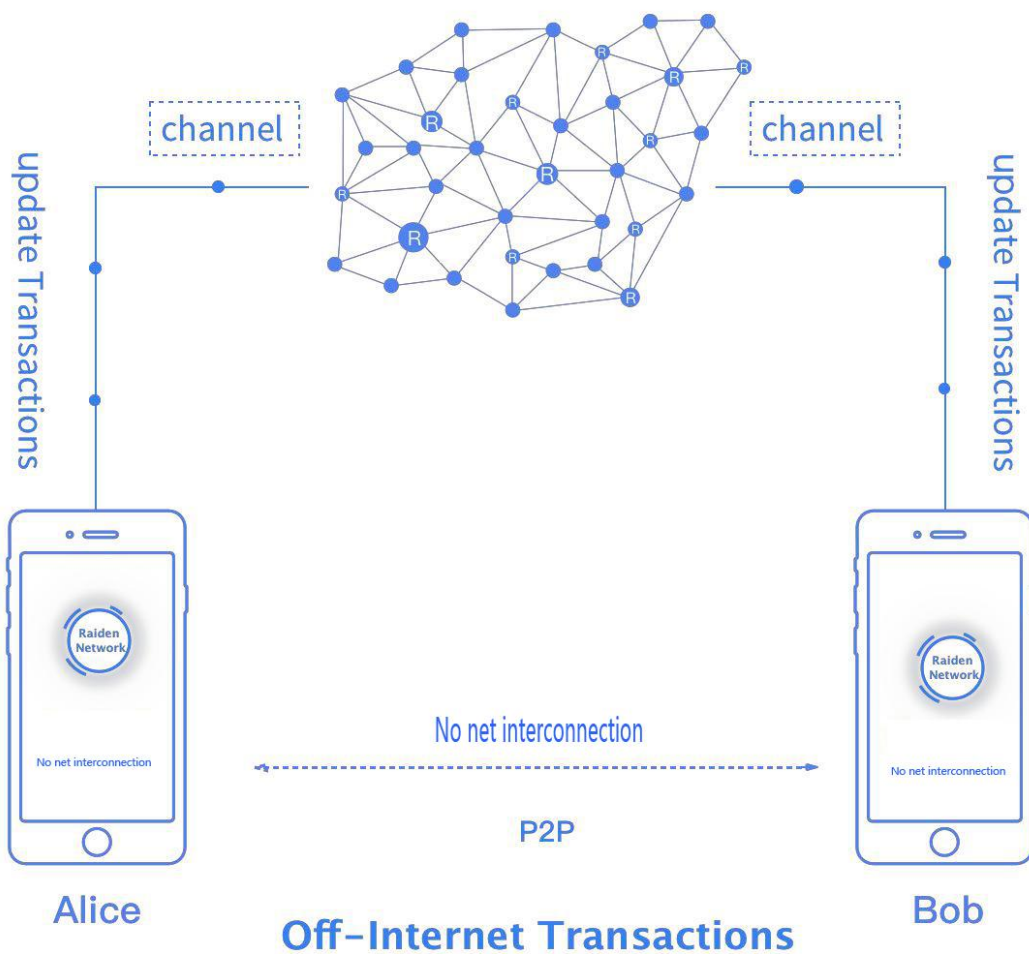 R
R
R
R
R
R
R
R
R
R
R
R
channel
channel
update Transactions
update Transactions
Raiden
Network
Raiden
Network
No net interconnection
No net interconnection
No net interconnection
P2P
Alice
Bob
Off-Internet Transactions